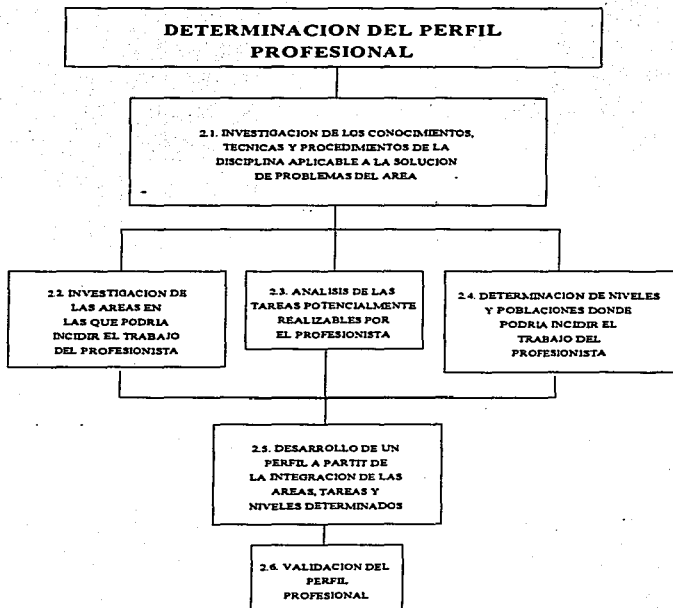 DETERMINACION DEL PERFIL
PROFESIONAL
2.1. INVESTIGACION DE LOS CONOCIMIENTOS,
TECNICAS Y PROCEDIMIENTOS DE LA
DISCIPLINA APLICABLE A LA SOLUCION
DE PROBLEMAS DEL AREA
2.2. INVESTIGACION DE
LAS AREAS EN
LAS QUE PODRIA
INCIDIR EL TRABAJO
DEL PROFESIONISTA
2.3. ANALISIS DE LAS
TAREAS POTENCIALMENTE
REALIZABLES POR
EL PROFESIONISTA
2.4. DETERMINACION DE NIVELES
Y POBLACIONES DONDE
PODRIA INCIDIR EL
TRABAJO DEL
PROFESIONISTA
2.5. DESARROLLO DE UN
PERFIL A PARTIT DE
LA INTEGRACION DE LAS
AREAS, TAREAS Y
NIVELES DETERMINADOS
2.6. VALIDACION DEL
PERFIL
PROFESIONAL